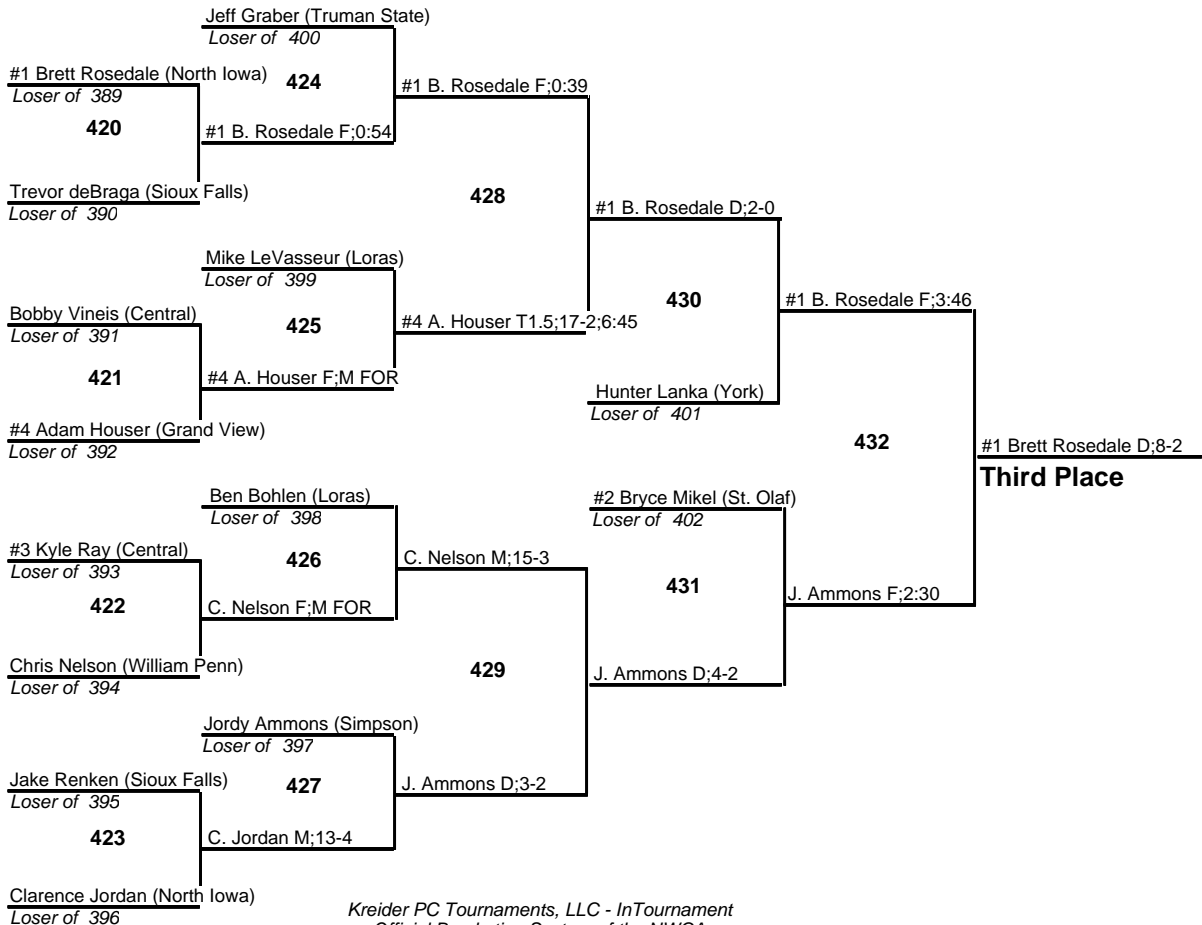 Jeff Graber (Truman State)
Loser of 400
#1 Brett Rosedale (North Iowa)
Loser of 389
424
#1 B. Rosedale F;0:39
420
#1 B. Rosedale F;0:54
Trevor deBraga (Sioux Falls)
Loser of 390
428
#1 B. Rosedale D;2-0
Mike LeVasseur (Loras)
Loser of 399
Bobby Vineis (Central)
Loser of 391
425
#4 A. Houser T1.5;17-2;6:45
430
#1 B. Rosedale F;3:46
421
#4 A. Houser F;M FOR
Hunter Lanka (York)
Loser of 401
#4 Adam Houser (Grand View)
Loser of 392
432
#1 Brett Rosedale D;8-2
Third Place
Ben Bohlen (Loras)
Loser of 398
#2 Bryce Mikel (St. Olaf)
Loser of 402
#3 Kyle Ray (Central)
Loser of 393
426
C. Nelson M;15-3
431
J. Ammons F;2:30
422
C. Nelson F;M FOR
Chris Nelson (William Penn)
Loser of 394
429
J. Ammons D;4-2
Jordy Ammons (Simpson)
Loser of 397
Jake Renken (Sioux Falls)
Loser of 395
427
J. Ammons D;3-2
423
C. Jordan M;13-4
Clarence Jordan (North Iowa)
Loser of 396
Kreider PC Tournaments, LLC - InTournament